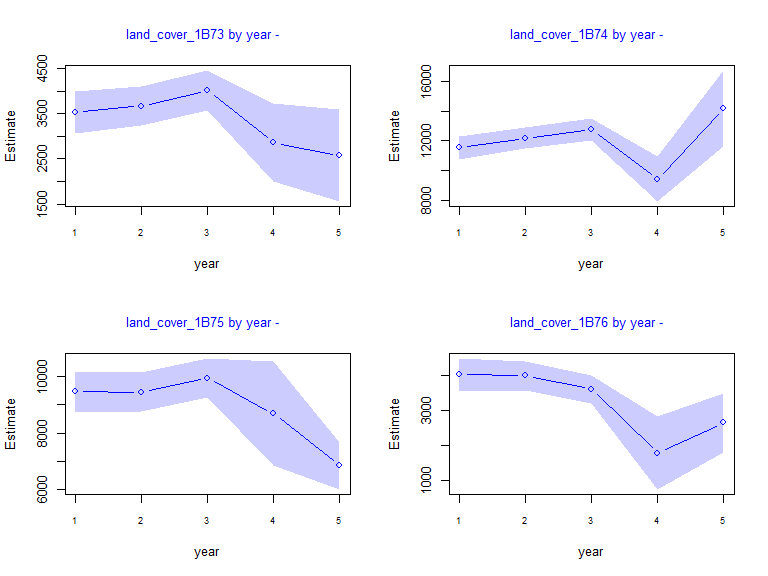 land_cover_1B73 by year -
Estimate
4500
3500
2500
1500
1 2 3 4 5
year
land_cover_1B74 by year -
Estimate
16000
12000
8000
1 2 3 4 5
year
land_cover_1B75 by year -
Estimate
10000
8000
6000
1 2 3 4 5
year
land_cover_1B76 by year -
Estimate
3000
1000
1 2 3 4 5
year